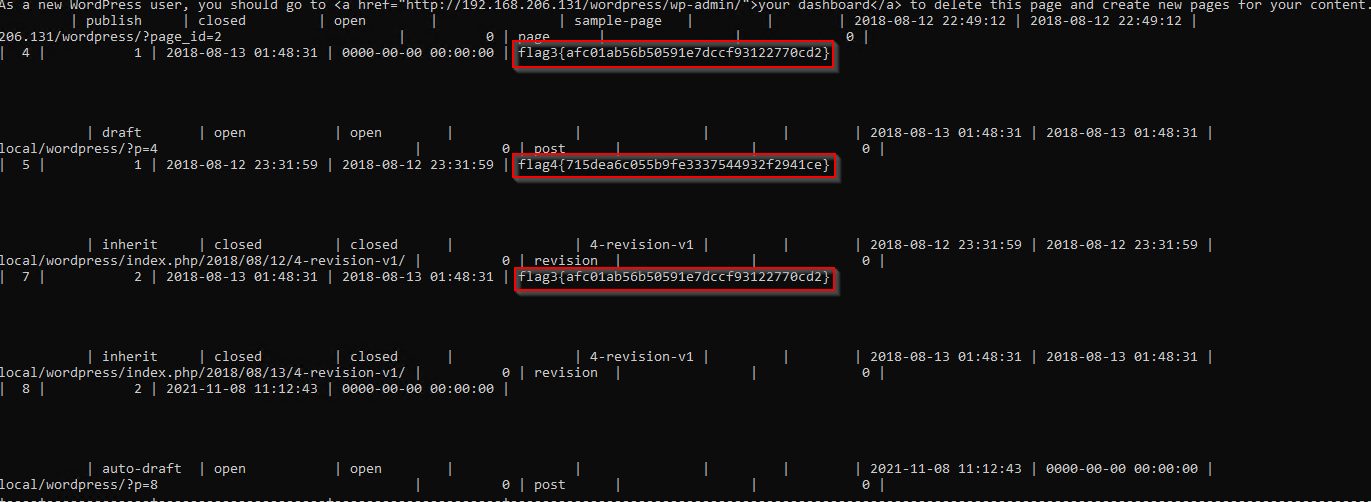 As a new WordPress user, you should go to <a href="http://192.168.206.131/wordpress/wp-admin/">your dashboard</a> to delete this page and create new pages for your content.
| publish | closed | open | | sample-page | | | 2018-08-12 22:49:12 | 2018-08-12 22:49:12 |
206.131/wordpress/?page_id=2 | 0 | page | | 0 |
| 4 | 1 | 2018-08-13 01:48:31 | 0000-00-00 00:00:00 | flag3{afc01ab56b50591e7dccf93122770cd2}
| draft | open | open | | | | | 2018-08-13 01:48:31 | 2018-08-13 01:48:31 |
local/wordpress/?p=4 | 0 | post | | 0 |
| 5 | 1 | 2018-08-12 23:31:59 | 2018-08-12 23:31:59 | flag4{715dea6c055b9fe3337544932f2941ce}
| inherit | closed | closed | | 4-revision-v1 | | | 2018-08-12 23:31:59 | 2018-08-12 23:31:59 |
local/wordpress/index.php/2018/08/12/4-revision-v1/ | 0 | revision | | 0 |
| 7 | 2 | 2018-08-13 01:48:31 | 2018-08-13 01:48:31 | flag3{afc01ab56b50591e7dccf93122770cd2}
| inherit | closed | closed | | 4-revision-v1 | | | 2018-08-13 01:48:31 | 2018-08-13 01:48:31 |
local/wordpress/index.php/2018/08/13/4-revision-v1/ | 0 | revision | | 0 |
| 8 | 2 | 2021-11-08 11:12:43 | 0000-00-00 00:00:00 |
| auto-draft | open | open | | | | | 2021-11-08 11:12:43 | 0000-00-00 00:00:00 |
local/wordpress/?p=8 | 0 | post | | 0 |